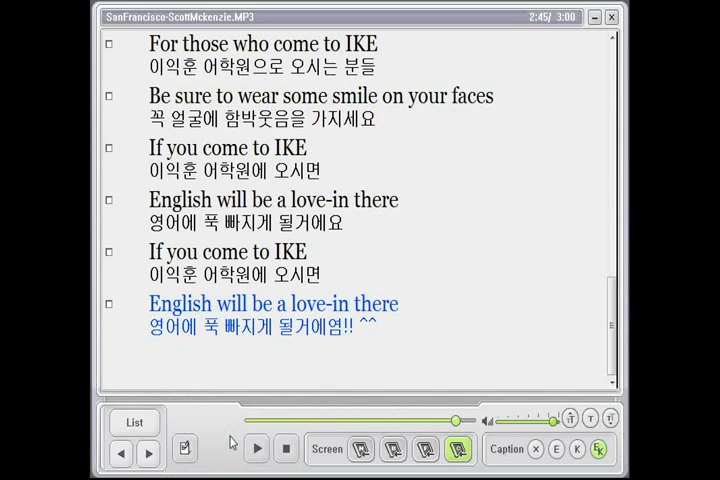 SanFrancisco-ScottMckenzie.MP3 2:45/ 3:00
For those who come to IKE
이익훈 어학원으로 오시는 분들
Be sure to wear some smile on your faces
꼭 얼굴에 함박웃음을 가지세요
If you come to IKE
이익훈 어학원에 오시면
English will be a love-in there
영어에 푹 빠지게 될거에요
If you come to IKE
이익훈 어학원에 오시면
English will be a love-in there
영어에 푹 빠지게 될거에염!! ^^
List
Screen Caption X E K EK